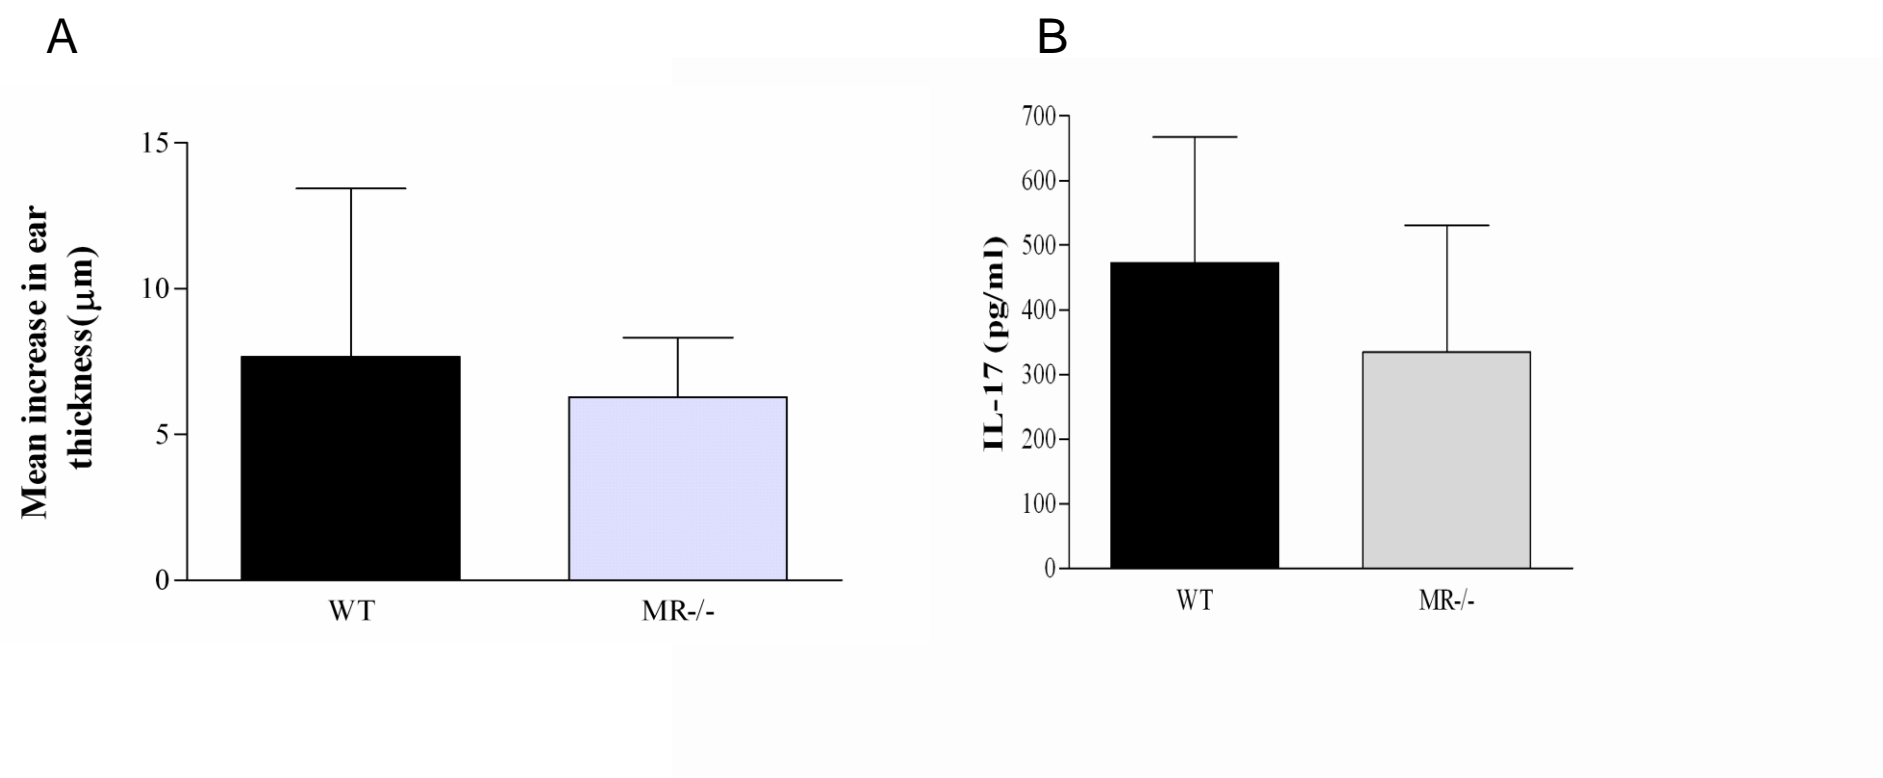 A
Mean increase in ear
thickness(μm)
15
10
5
0
WT
MR-/-
B
IL-17 (pg/ml)
700
600
500
400
300
200
100
0
WT
MR-/-